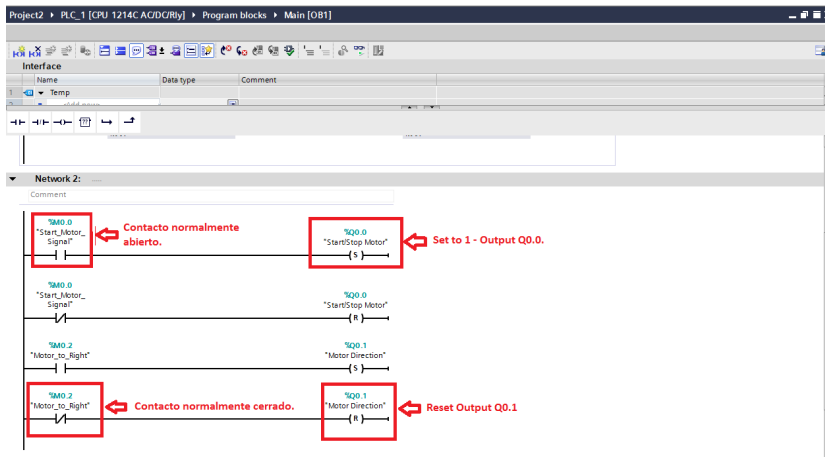 Project2 ▸ PLC_1 [CPU 1214C AC/DC/Rly] ▸ Program blocks ▸ Main [OB1]
Interface
Name Data type Comment
1 Temp
Network 2: ....
Comment
%M0.0
"Start_Motor_
Signal"
Contacto normalmente
abierto.
%Q0.0
"Start/Stop Motor"
S
Set to 1 - Output Q0.0.
%M0.0
"Start_Motor_
Signal"
%Q0.0
"Start/Stop Motor"
R
%M0.2
"Motor_to_Right"
%Q0.1
"Motor Direction"
S
%M0.2
"Motor_to_Right"
Contacto normalmente cerrado.
%Q0.1
"Motor Direction"
R
Reset Output Q0.1